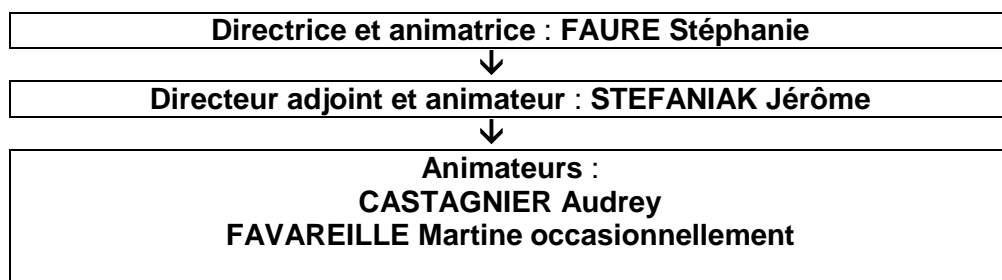 Directrice et animatrice : FAURE Stéphanie
↓
Directeur adjoint et animateur : STEFANIAK Jérôme
↓
Animateurs :
CASTAGNIER Audrey
FAVAREILLE Martine occasionnellement